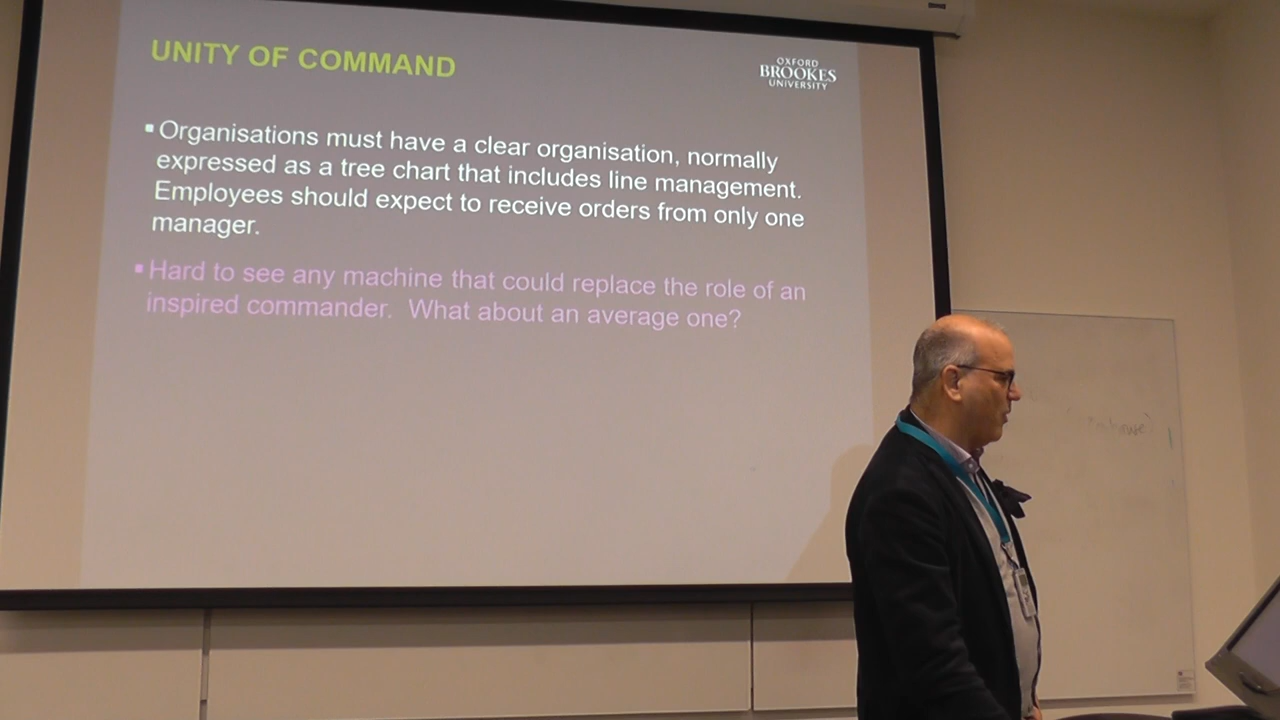 UNITY OF COMMAND
OXFORD
BROOKES
UNIVERSITY
▪Organisations must have a clear organisation, normally
expressed as a tree chart that includes line management.
Employees should expect to receive orders from only one
manager.
▪Hard to see any machine that could replace the role of an
inspired commander.  What about an average one?